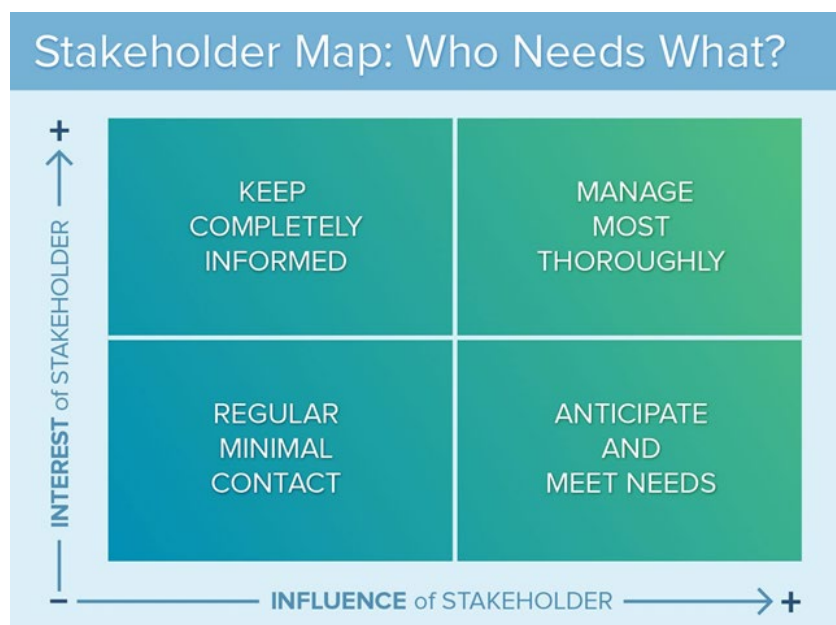 Stakeholder Map: Who Needs What?
+
KEEP
COMPLETELY
INFORMED
MANAGE
MOST
THOROUGHLY
INTEREST of STAKEHOLDER
REGULAR
MINIMAL
CONTACT
ANTICIPATE
AND
MEET NEEDS
–
INFLUENCE of STAKEHOLDER
+